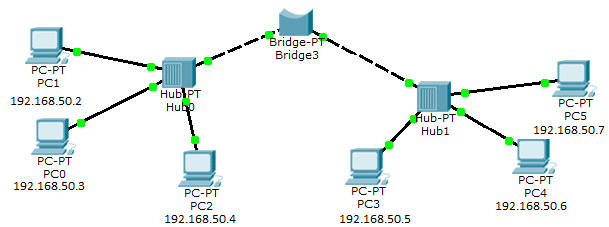 Bridge-PT
Bridge3
PC-PT
PC1
192.168.50.2
Hub-PT
Hub0
PC-PT
PC0
192.168.50.3
PC-PT
PC2
192.168.50.4
Hub-PT
Hub1
PC-PT
PC5
192.168.50.7
PC-PT
PC4
192.168.50.6
PC-PT
PC3
192.168.50.5